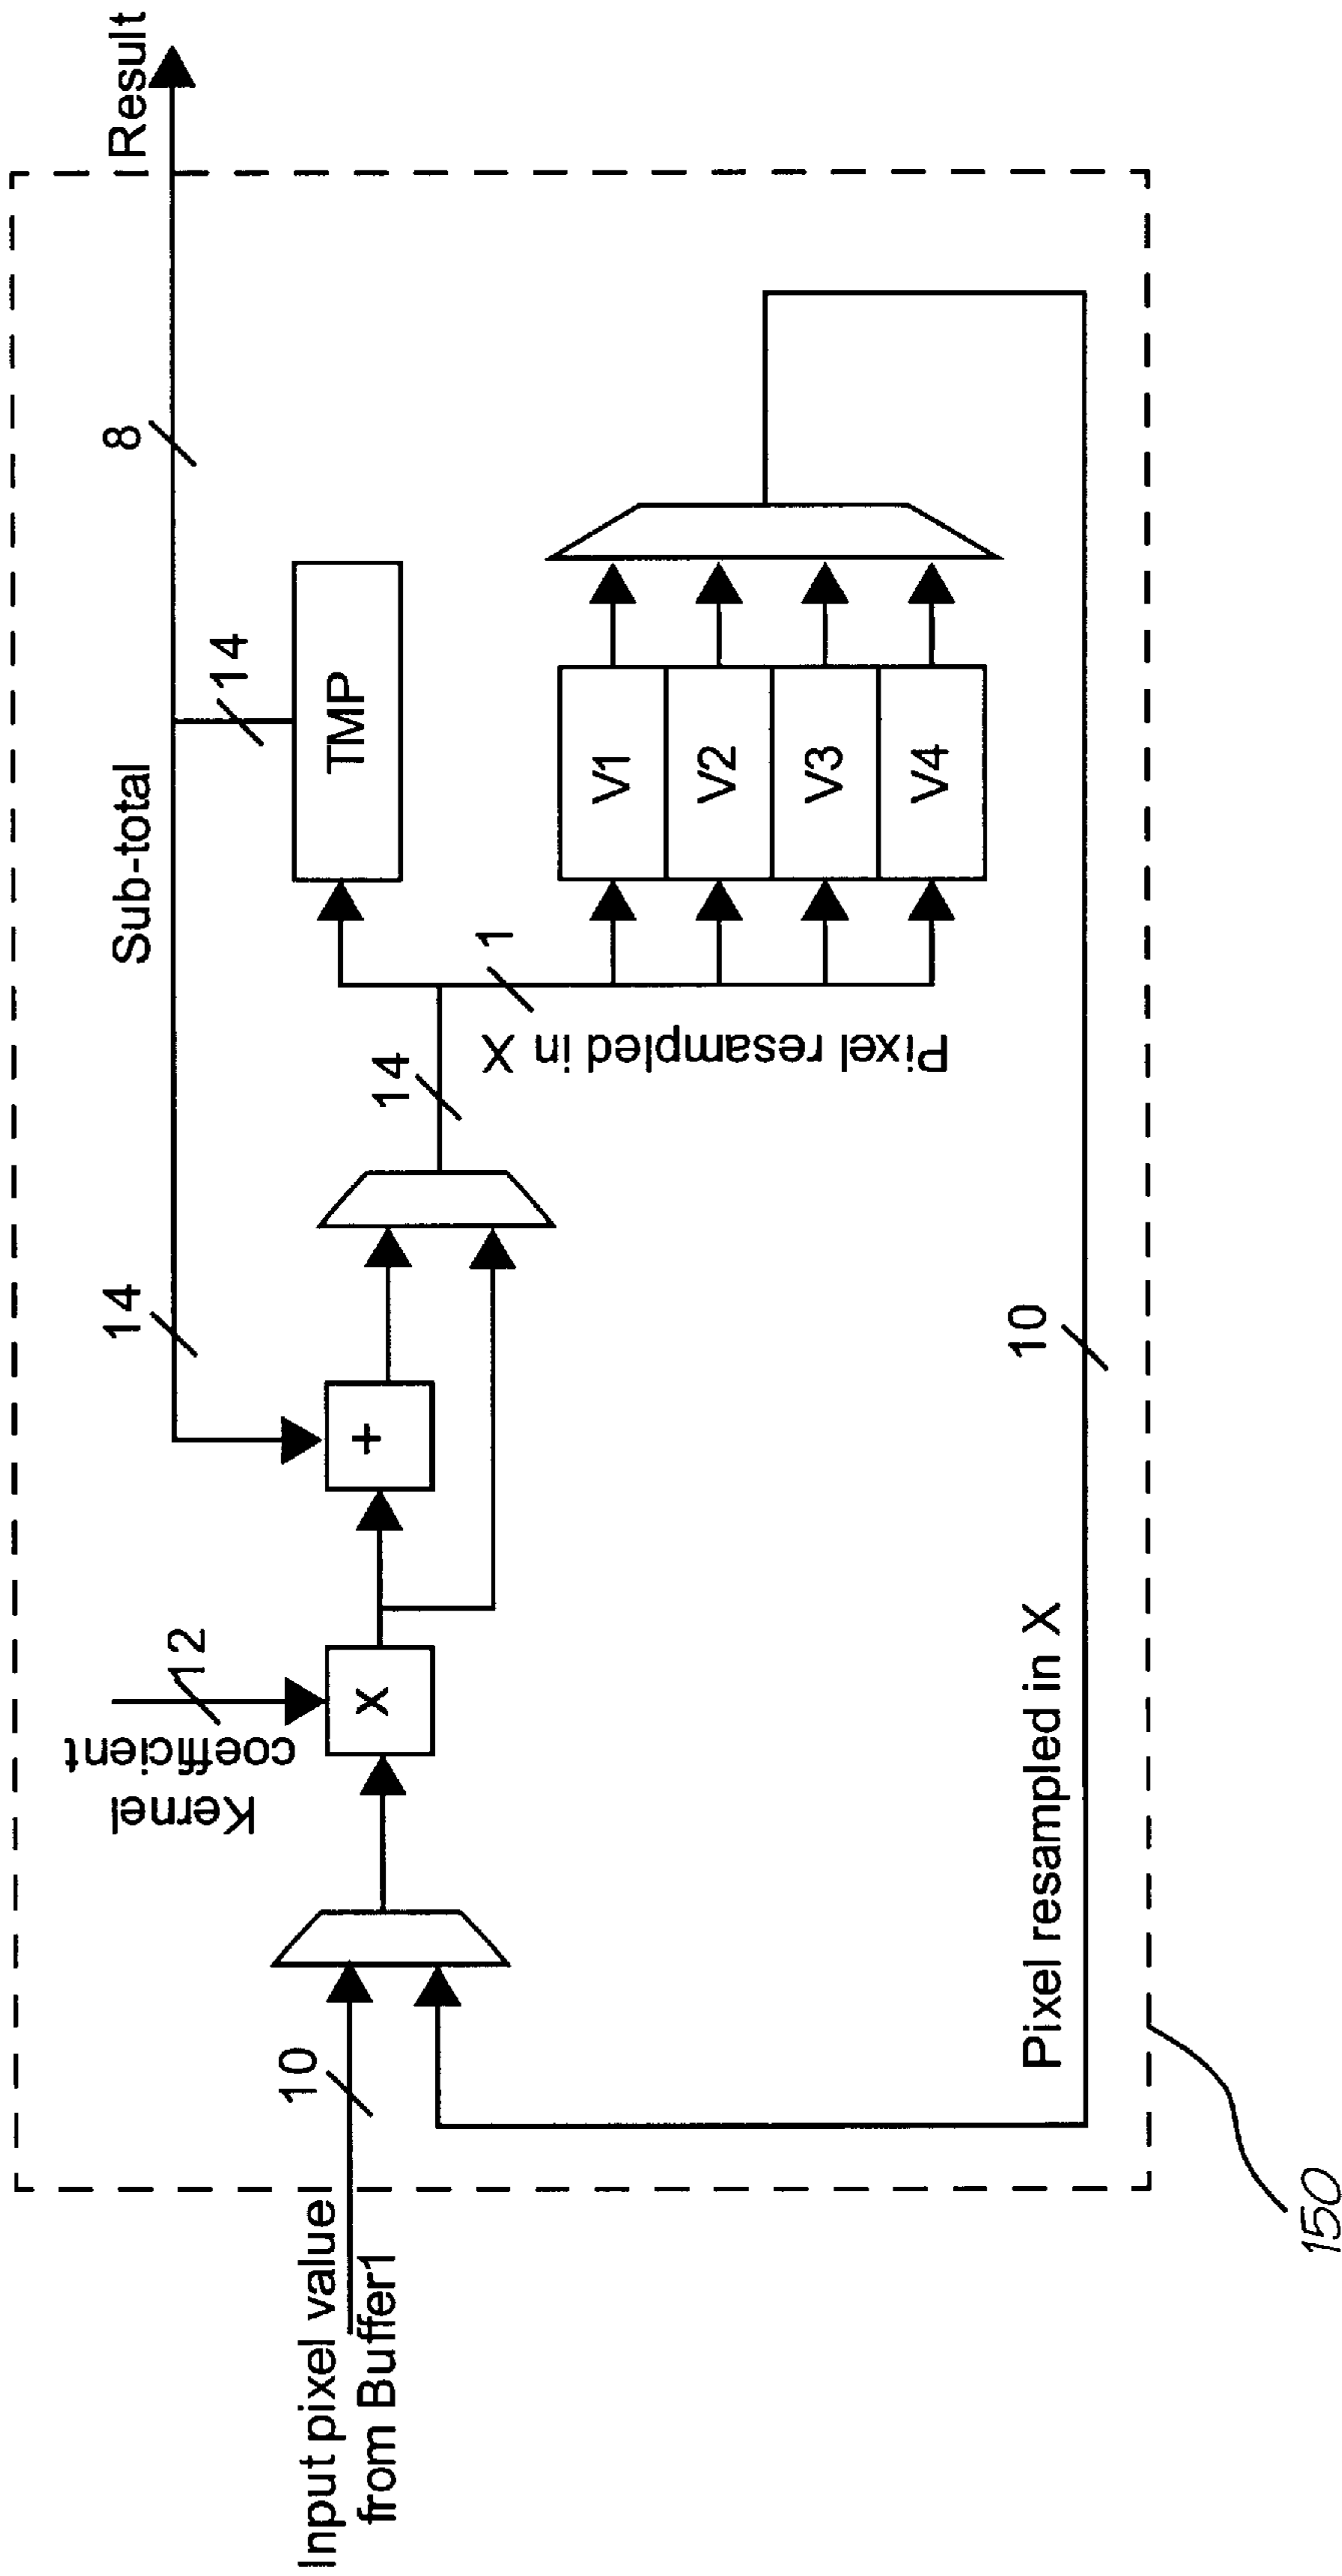 Result
8
Sub-total
14
14
TMP
V1
V2
V3
V4
1
Pixel resampled in X
14
+
12
Kernel
coefficient
X
10
Pixel resampled in X
10
Input pixel value
from Buffer1
150